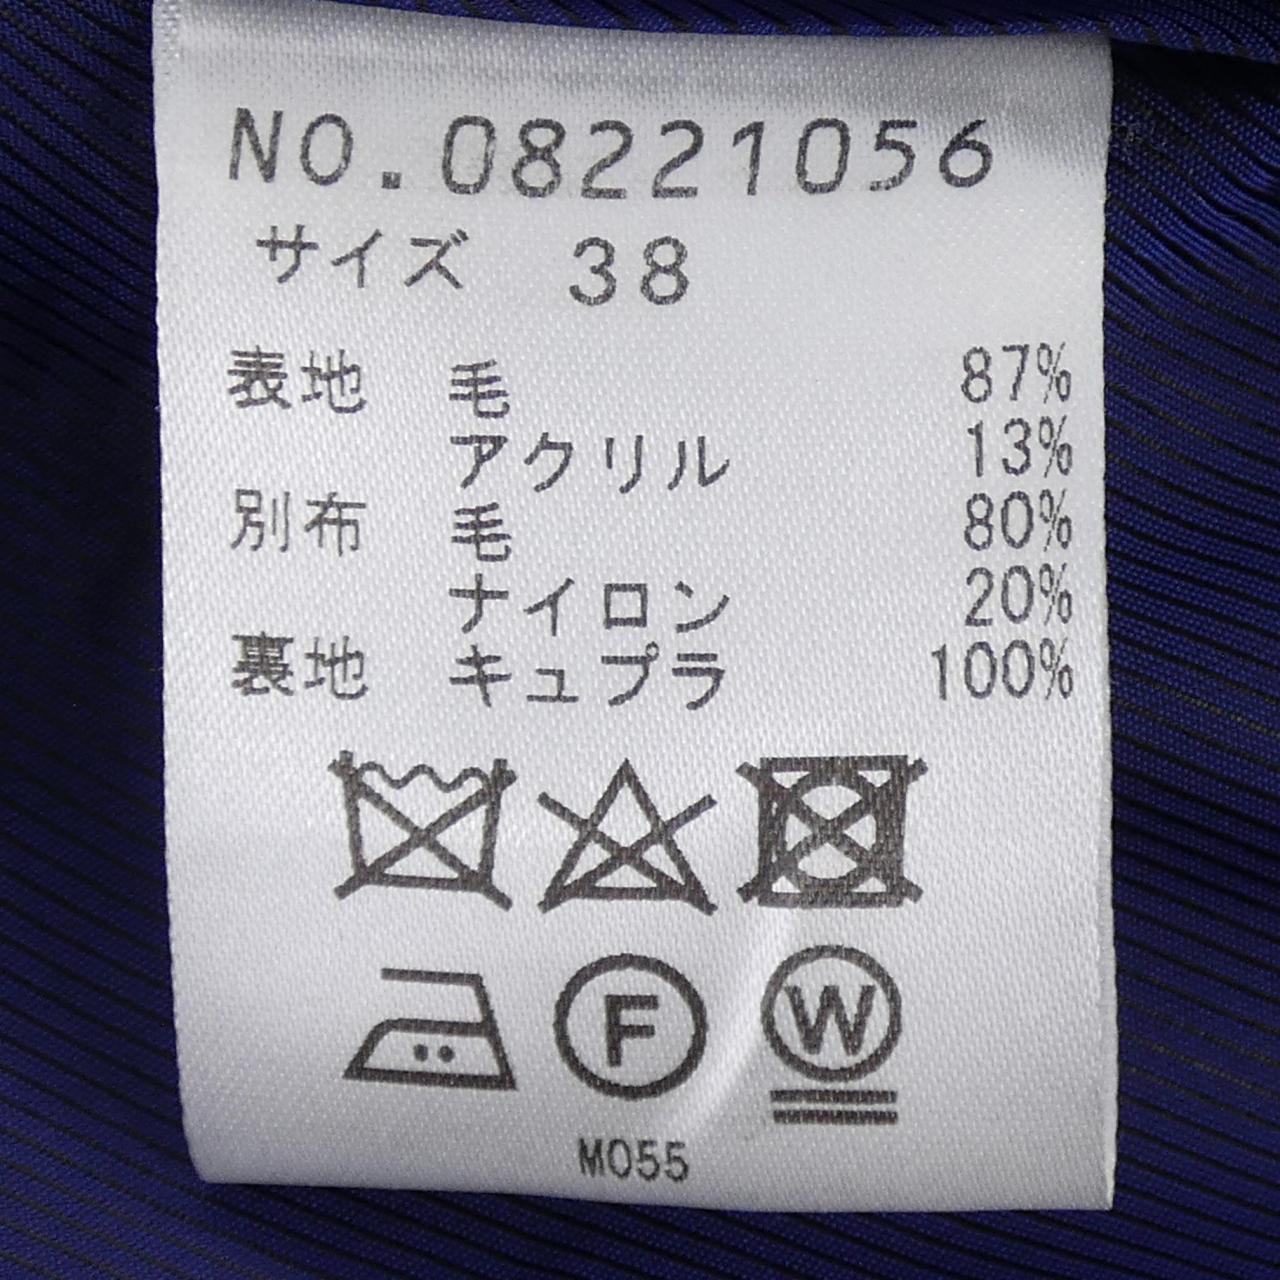 NO.08221056
サイズ 38
表地 毛 87%
アクリル 13%
別布 毛 80%
ナイロン 20%
裏地 キュプラ 100%
F W
M055